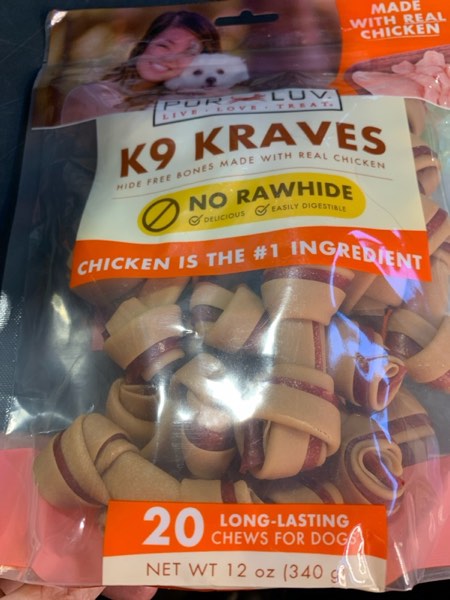 MADE
WITH REAL
CHICKEN
PUR LUV
LIVE · LOVE · TREAT
K9 KRAVES
HIDE FREE BONES MADE WITH REAL CHICKEN
NO RAWHIDE
DELICIOUS EASILY DIGESTIBLE
CHICKEN IS THE #1 INGREDIENT
20 LONG-LASTING
CHEWS FOR DOGS
NET WT 12 oz (340 g